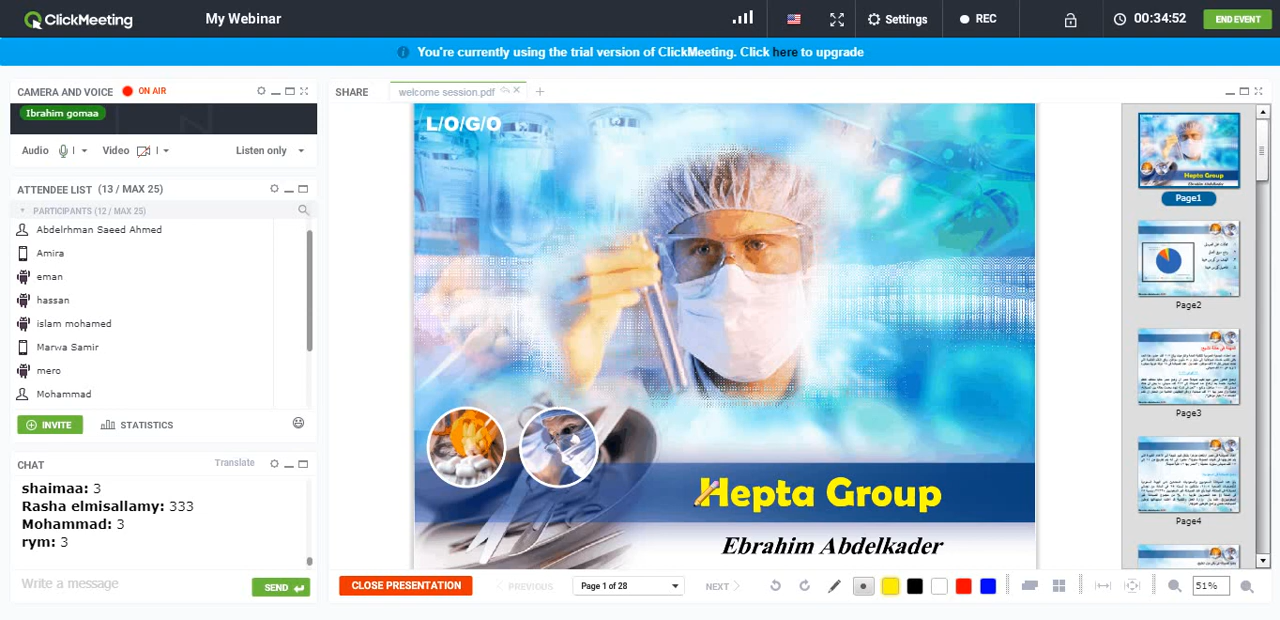 ClickMeeting My Webinar Settings REC 00:34:52 END EVENT
You're currently using the trial version of ClickMeeting. Click here to upgrade
CAMERA AND VOICE ON AIR
Ibrahim gomaa
Audio Video Listen only
ATTENDEE LIST (13 / MAX 25)
PARTICIPANTS (12 / MAX 25)
Abdelrhman Saeed Ahmed
Amira
eman
hassan
islam mohamed
Marwa Samir
mero
Mohammad
INVITE STATISTICS
CHAT Translate
shaimaa: 3
Rasha elmisallamy: 333
Mohammad: 3
rym: 3
Write a message SEND
SHARE welcome session.pdf
L/O/G/O
Hepta Group
Ebrahim Abdelkader
CLOSE PRESENTATION PREVIOUS Page 1 of 28 NEXT 51%
Hepta Group
Ebrahim Abdelkader
Page1
Page2
Page3
Page4